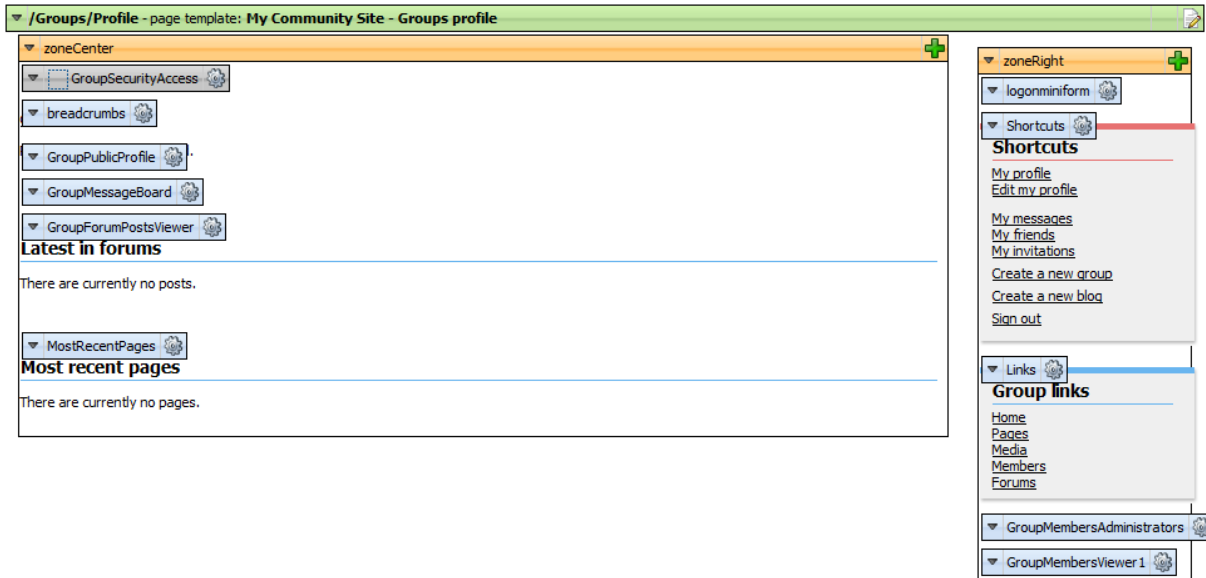 /Groups/Profile - page template: My Community Site - Groups profile
zoneCenter
GroupSecurityAccess
breadcrumbs
GroupPublicProfile
GroupMessageBoard
GroupForumPostsViewer
Latest in forums
There are currently no posts.
MostRecentPages
Most recent pages
There are currently no pages.
zoneRight
logonminiform
Shortcuts
Shortcuts
My profile
Edit my profile
My messages
My friends
My invitations
Create a new group
Create a new blog
Sign out
Links
Group links
Home
Pages
Media
Members
Forums
GroupMembersAdministrators
GroupMembersViewer1